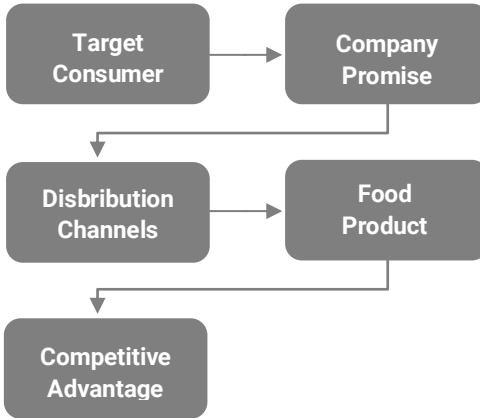 Target
Consumer
Company
Promise
Disbribution
Channels
Food
Product
Competitive
Advantage